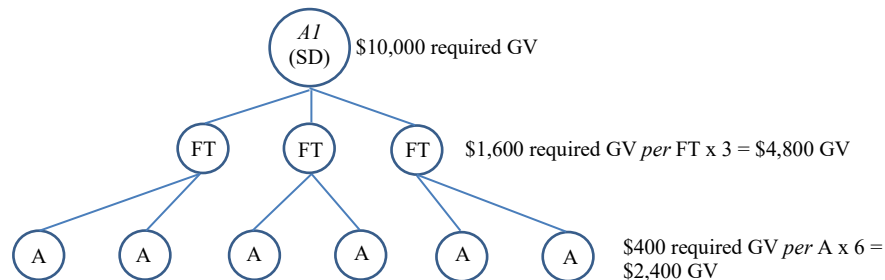 A1
(SD)
$10,000 required GV
FT
FT
FT
$1,600 required GV per FT x 3 = $4,800 GV
A
A
A
A
A
A
$400 required GV per A x 6 =
$2,400 GV